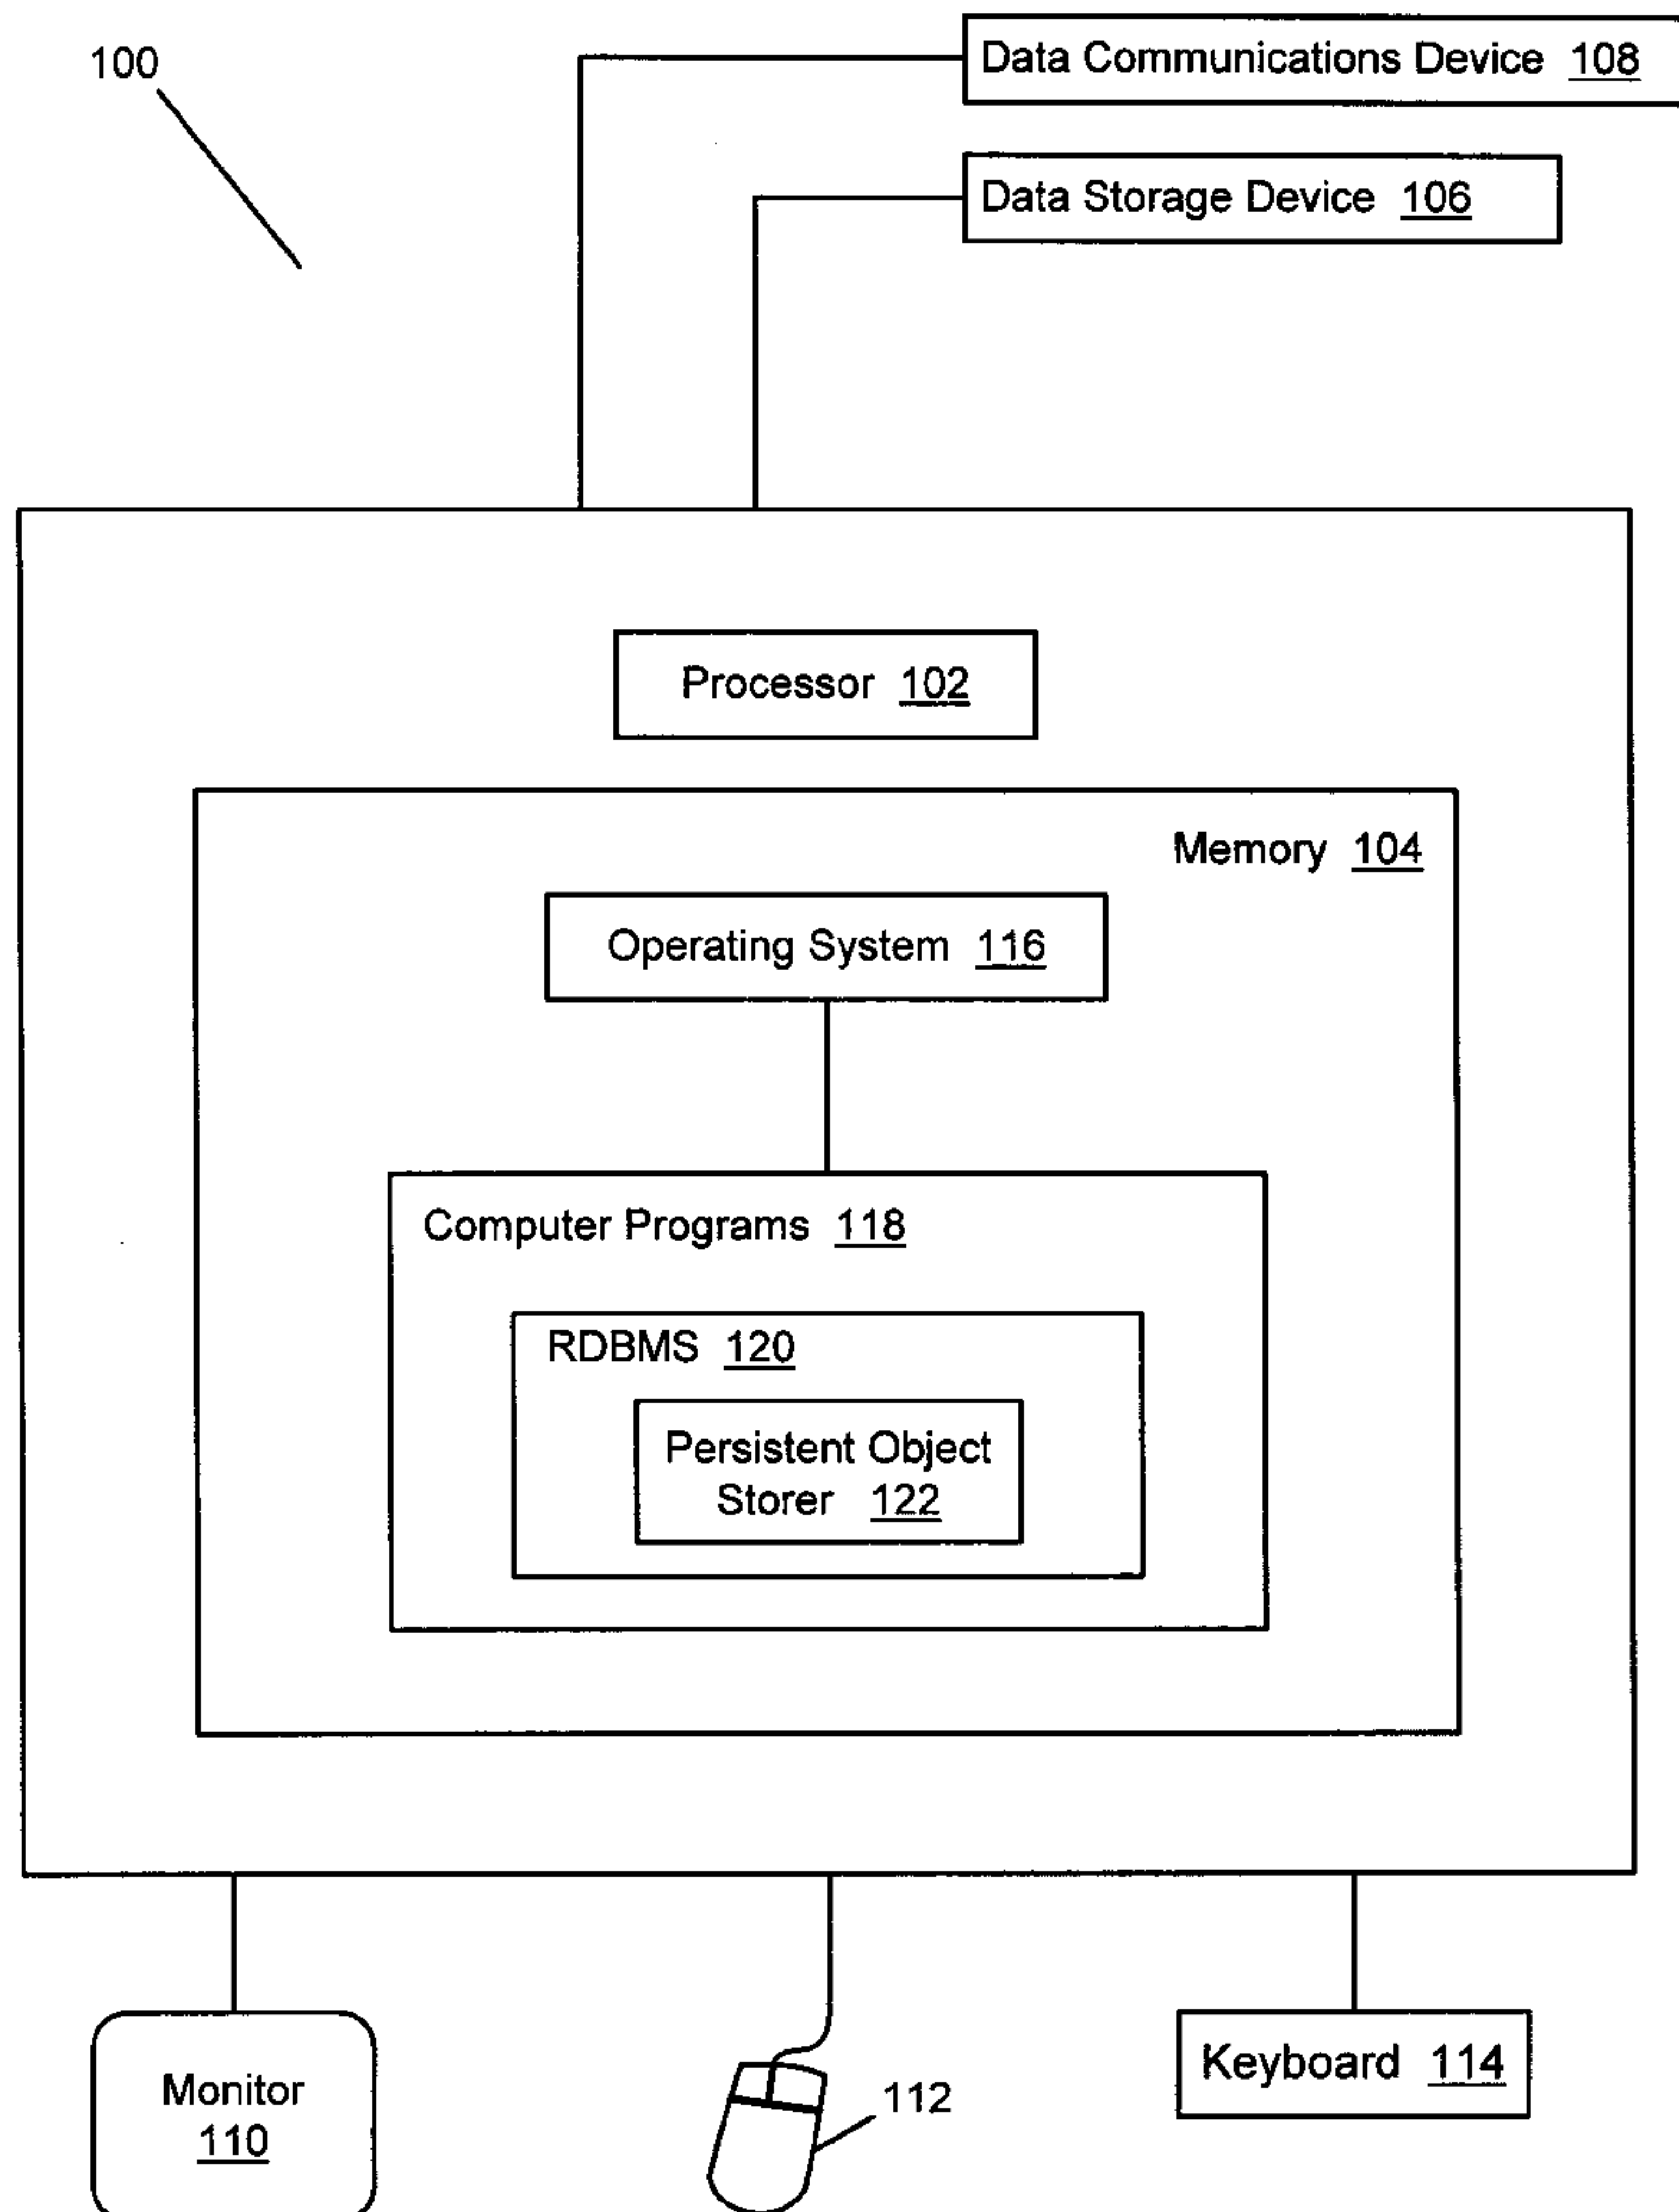 100
Data Communications Device 108
Data Storage Device 106
Processor 102
Memory 104
Operating System 116
Computer Programs 118
RDBMS 120
Persistent Object
Storer 122
Monitor
110
112
Keyboard 114